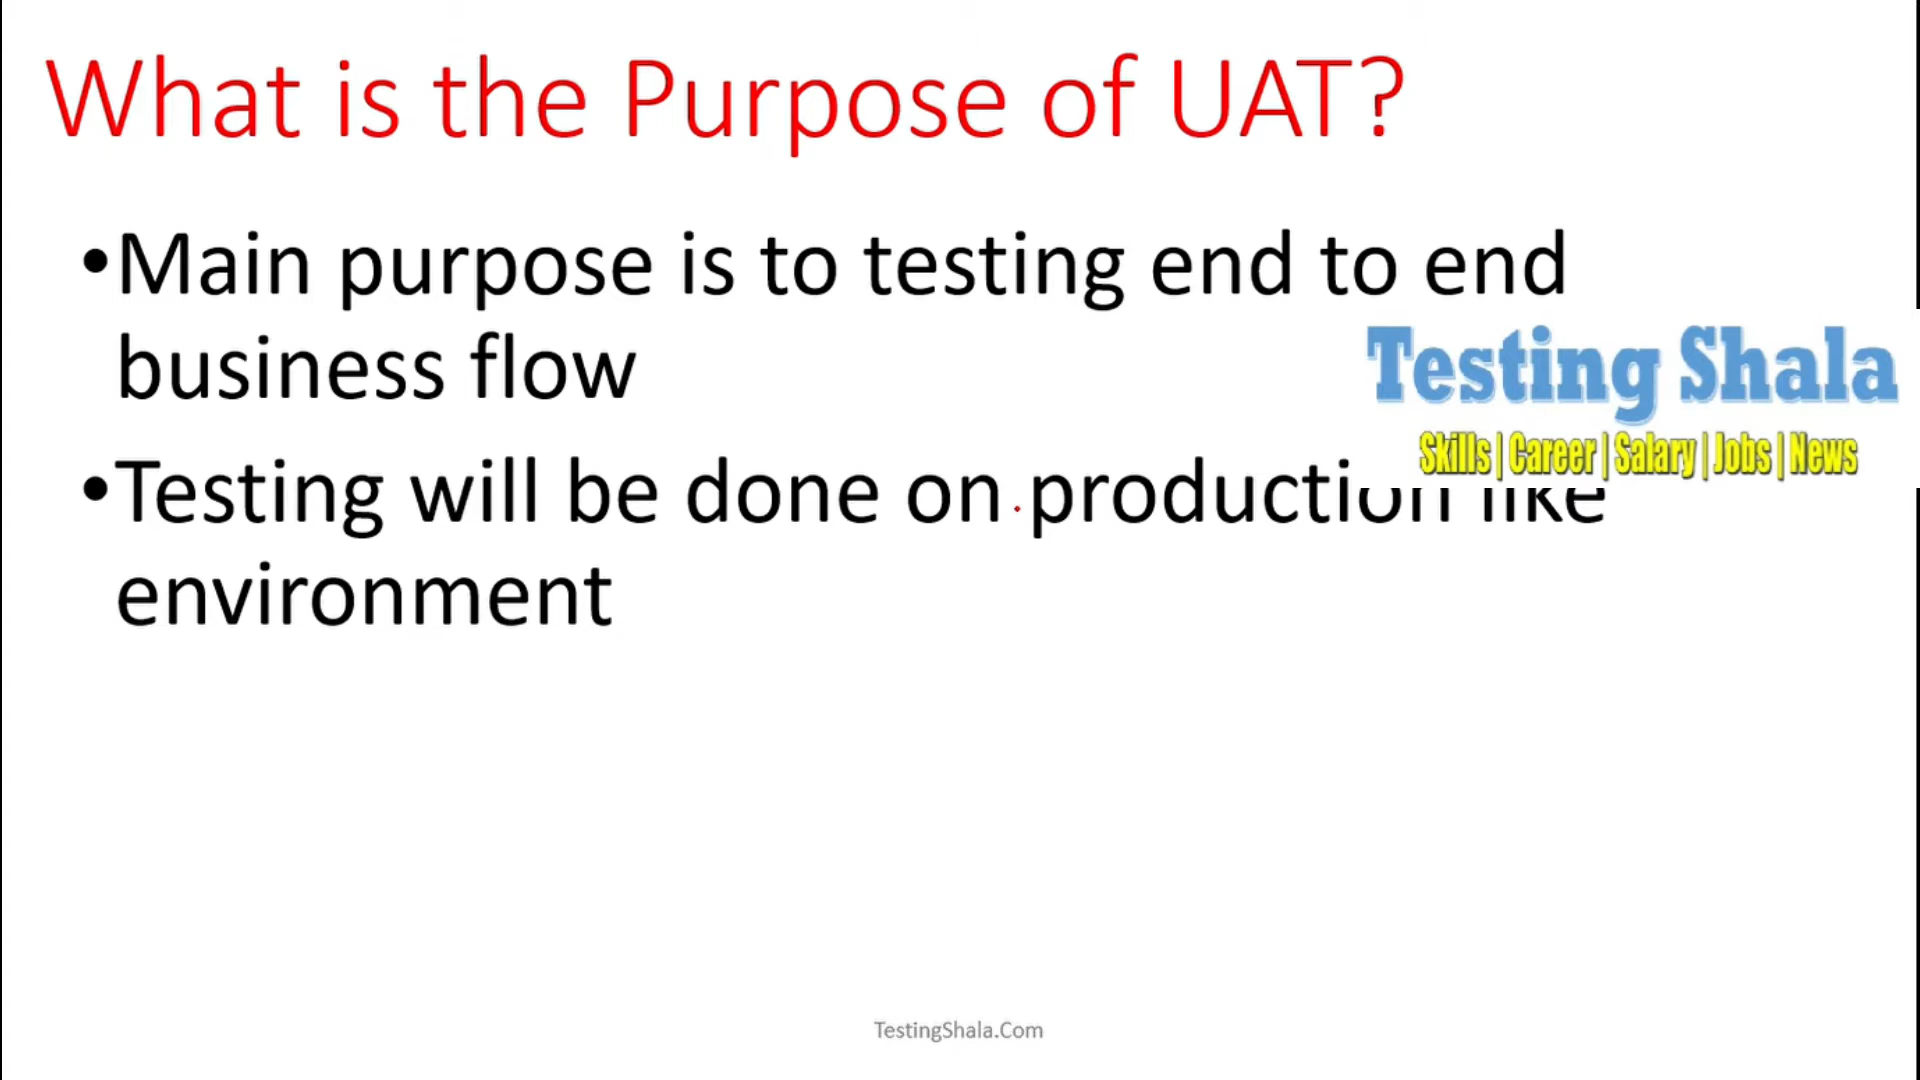 What is the Purpose of UAT?
•Main purpose is to testing end to end
business flow
Testing Shala
Skills | Career | Salary | Jobs | News
•Testing will be done on production like
environment
TestingShala.Com